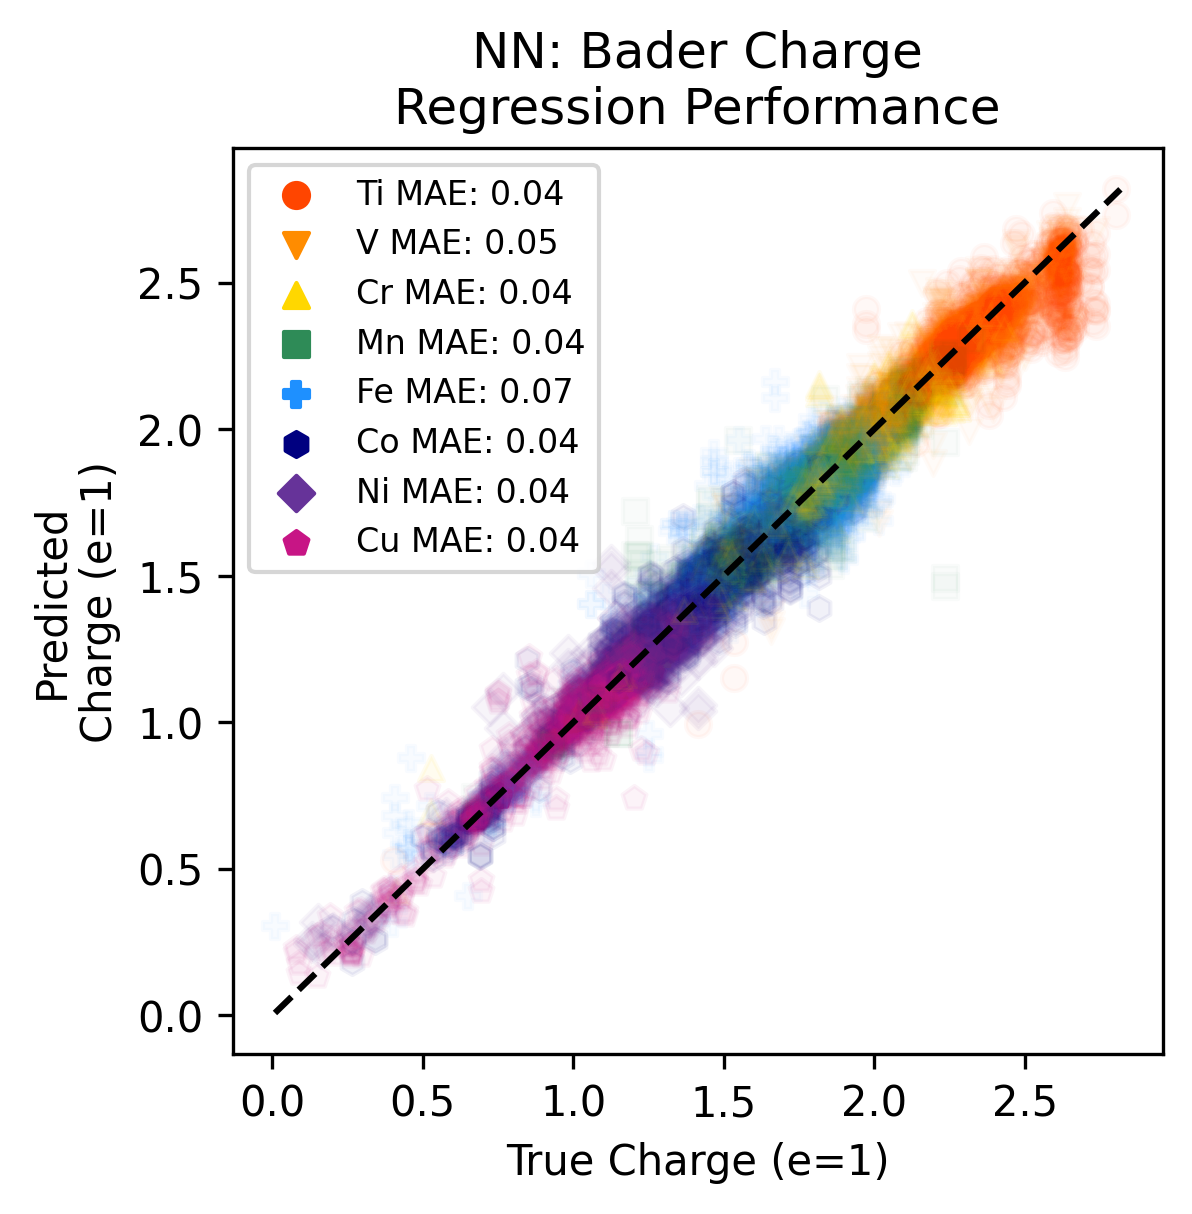 NN: Bader Charge
Regression Performance
Ti MAE: 0.04
V MAE: 0.05
Cr MAE: 0.04
Mn MAE: 0.04
Fe MAE: 0.07
Co MAE: 0.04
Ni MAE: 0.04
Cu MAE: 0.04
Predicted
Charge (e=1)
2.5
2.0
1.5
1.0
0.5
0.0
0.0 0.5 1.0 1.5 2.0 2.5
True Charge (e=1)